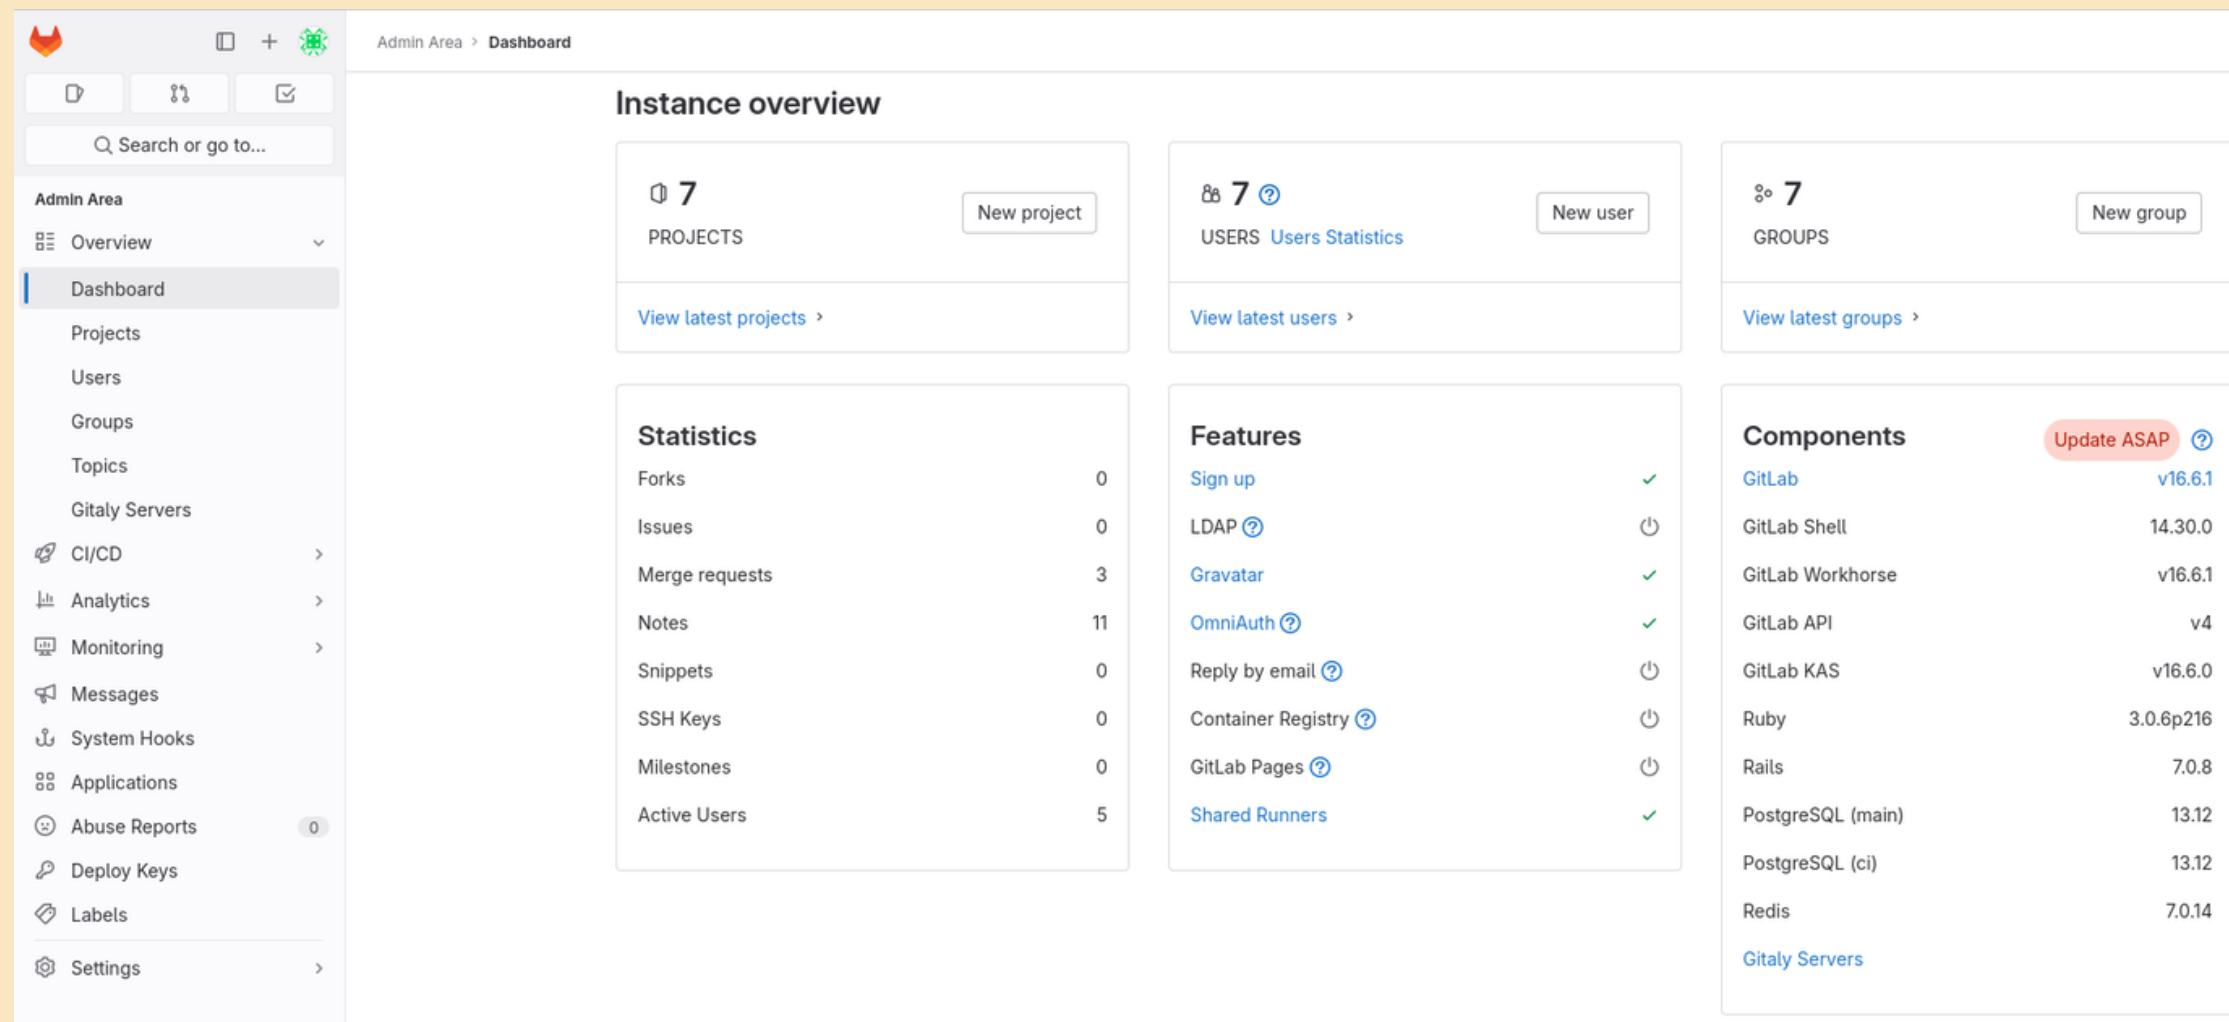 Admin Area > Dashboard
Search or go to...
Admin Area
Overview
Dashboard
Projects
Users
Groups
Topics
Gitaly Servers
CI/CD
Analytics
Monitoring
Messages
System Hooks
Applications
Abuse Reports 0
Deploy Keys
Labels
Settings
Instance overview
7
PROJECTS
New project
View latest projects
7
USERS Users Statistics
New user
View latest users
7
GROUPS
New group
View latest groups
Statistics
Forks 0
Issues 0
Merge requests 3
Notes 11
Snippets 0
SSH Keys 0
Milestones 0
Active Users 5
Features
Sign up
LDAP
Gravatar
OmniAuth
Reply by email
Container Registry
GitLab Pages
Shared Runners
Components Update ASAP
GitLab v16.6.1
GitLab Shell 14.30.0
GitLab Workhorse v16.6.1
GitLab API v4
GitLab KAS v16.6.0
Ruby 3.0.6p216
Rails 7.0.8
PostgreSQL (main) 13.12
PostgreSQL (ci) 13.12
Redis 7.0.14
Gitaly Servers